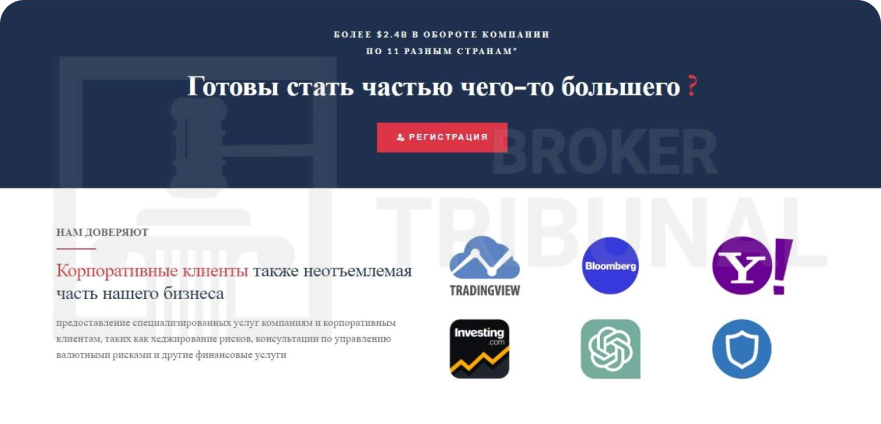 БОЛЕЕ $2.4B В ОБОРОТЕ КОМПАНИИ
ПО 11 РАЗНЫМ СТРАНАМ*
Готовы стать частью чего-то большего ?
РЕГИСТРАЦИЯ
BROKER
TRIBUNAL
НАМ ДОВЕРЯЮТ
Корпоративные клиенты также неотъемлемая
часть нашего бизнеса
предоставление специализированных услуг компаниям и корпоративным
клиентам, таких как хеджирование рисков, консультации по управлению
валютными рисками и другие финансовые услуги
TRADINGVIEW
Bloomberg
Y!
Investing
.com